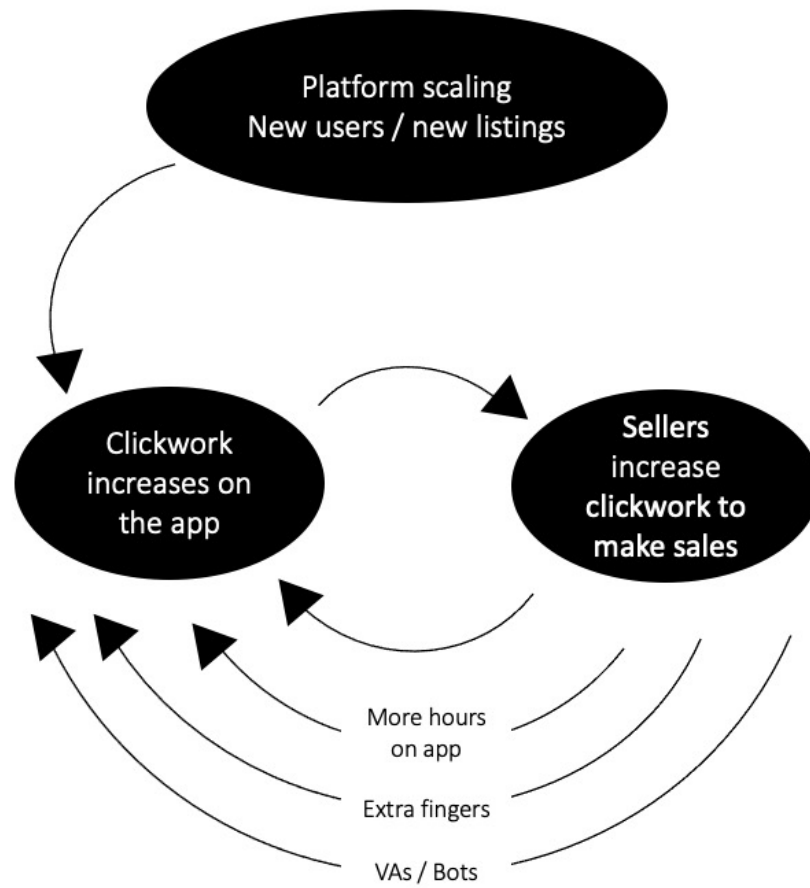 Platform scaling
New users / new listings
Clickwork
increases on
the app
Sellers
increase
clickwork to
make sales
More hours
on app
Extra fingers
VAs / Bots